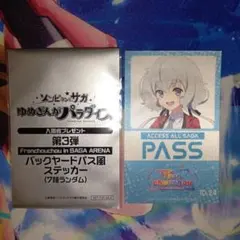 ゾンビランドサガ
ゆめぎんがパラダイス
入場者プレゼント
第3弾
Franchouchou in SAGA ARENA
バックヤードパス風
ステッカー
(7種ランダム)
ACCESS ALL SAGA
PASS